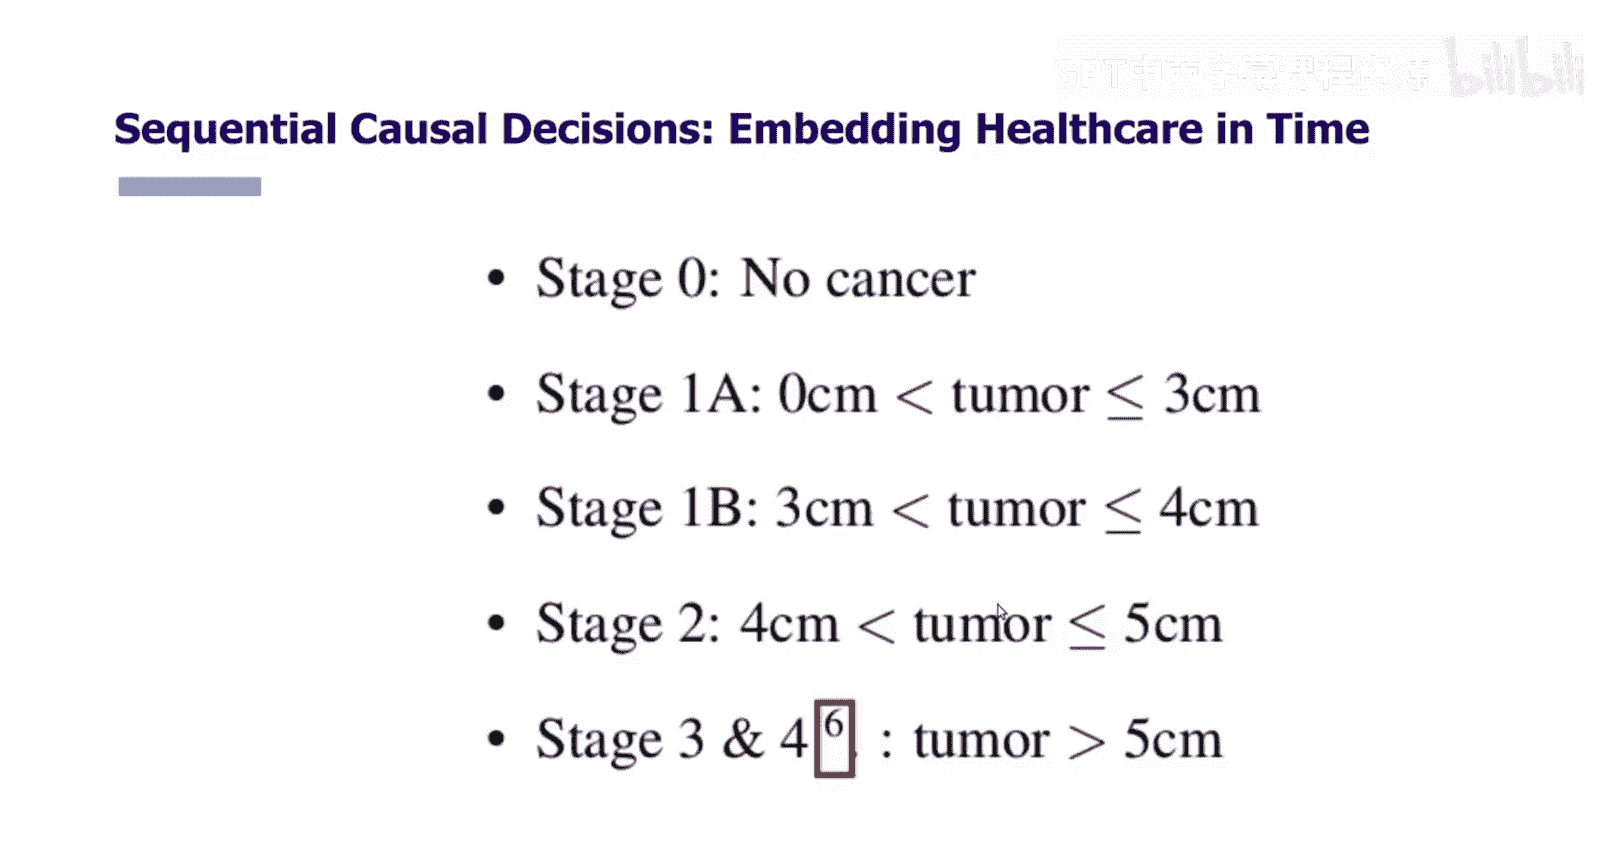 bilibili
Sequential Causal Decisions: Embedding Healthcare in Time
• Stage 0: No cancer
• Stage 1A: 0cm < tumor ≤ 3cm
• Stage 1B: 3cm < tumor ≤ 4cm
• Stage 2: 4cm < tumor ≤ 5cm
• Stage 3 & 4 6 : tumor > 5cm